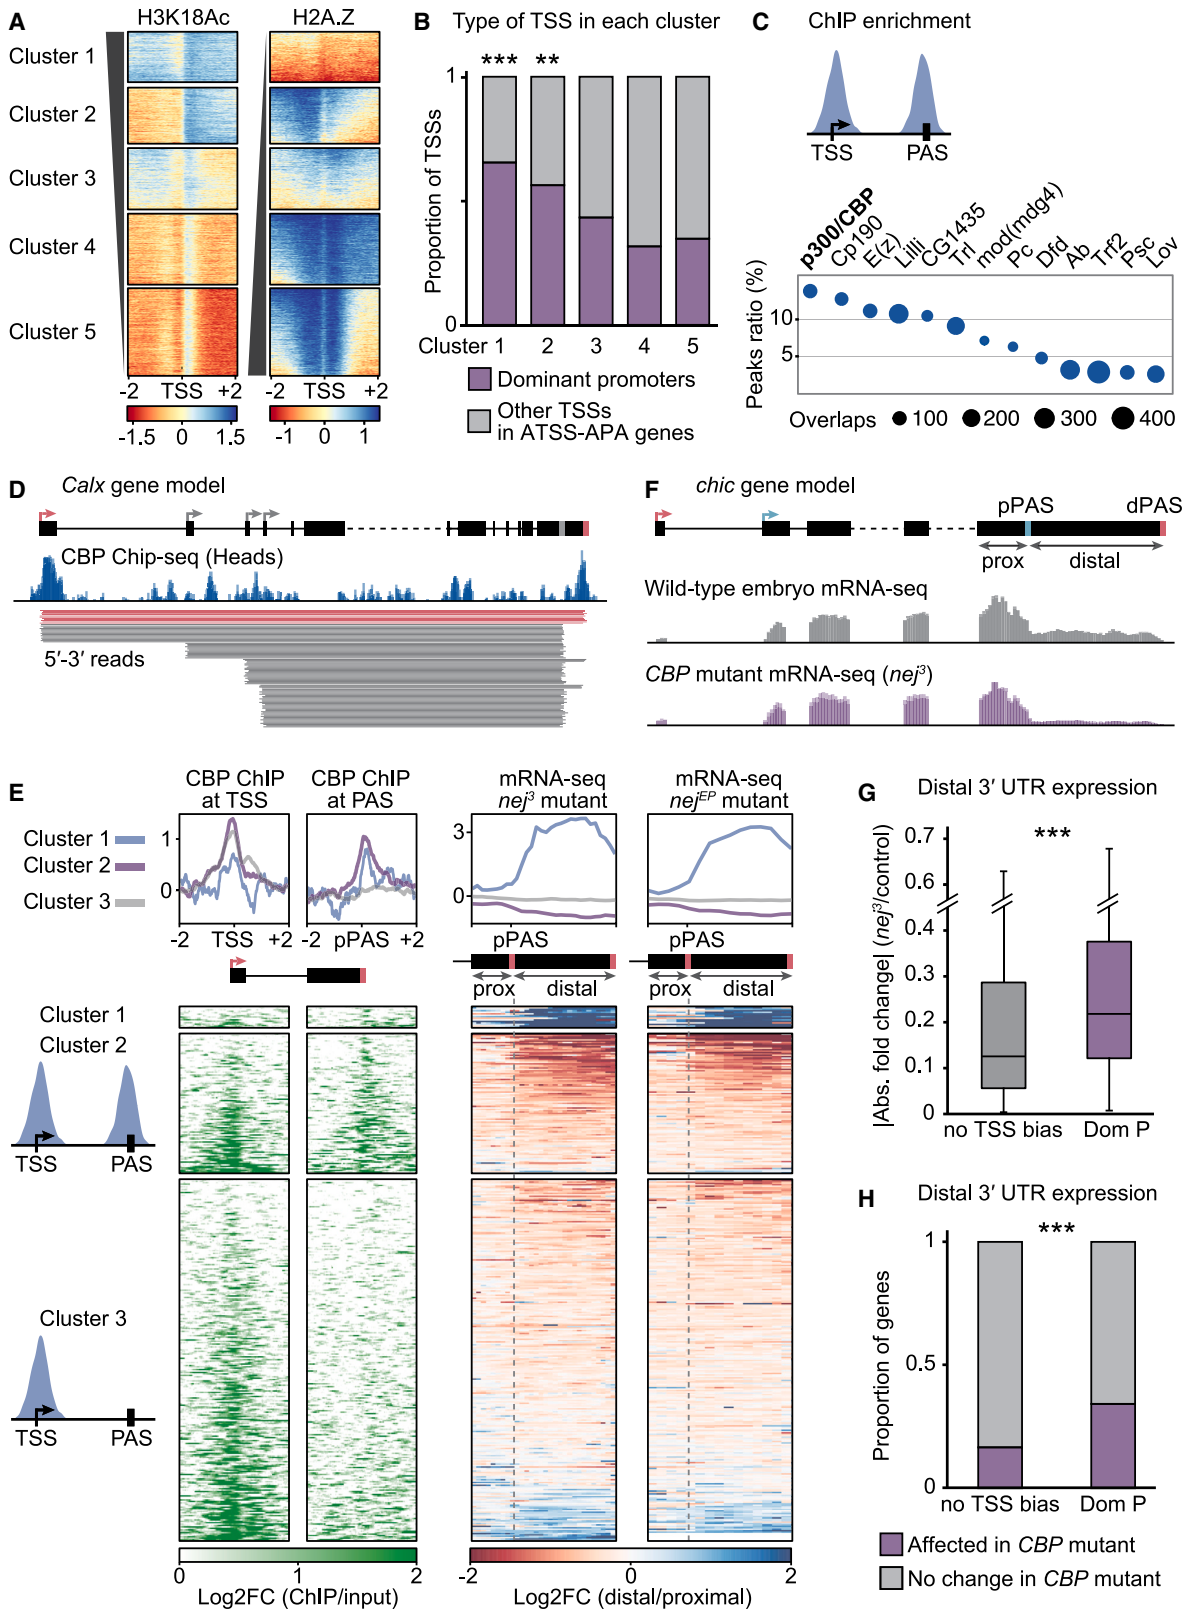 A
H3K18Ac
H2A.Z
Cluster 1
Cluster 2
Cluster 3
Cluster 4
Cluster 5
-2 TSS +2
-2 TSS +2
-1.5 0 1.5
-1 0 1
B
Type of TSS in each cluster
*** **
Proportion of TSSs
1
0
Cluster 1 2 3 4 5
Dominant promoters
Other TSSs
in ATSS-APA genes
C
ChIP enrichment
TSS PAS
p300/CBP
Cp190
E(z)
Lilli
CG1435
Trl
mod(mdg4)
Pc
Dfd
Ab
Trf2
Psc
Lov
Peaks ratio (%)
10
5
Overlaps 100 200 300 400
D
Calx gene model
CBP Chip-seq (Heads)
5′-3′ reads
F
chic gene model
pPAS dPAS
prox distal
Wild-type embryo mRNA-seq
CBP mutant mRNA-seq (nej³)
E
CBP ChIP
at TSS
CBP ChIP
at PAS
mRNA-seq
nej³ mutant
mRNA-seq
nejᴱᴾ mutant
Cluster 1
Cluster 2
Cluster 3
1
0
3
0
-2 TSS +2
-2 pPAS +2
pPAS
pPAS
prox distal
prox distal
Cluster 1
Cluster 2
TSS PAS
Cluster 3
TSS PAS
0 1 2
Log2FC (ChIP/input)
-2 0 2
Log2FC (distal/proximal)
G
Distal 3′ UTR expression
***
|Abs. fold change| (nej³/control)
0.7
0.6
0.4
0.3
0.2
0.1
0
no TSS bias Dom P
H
Distal 3′ UTR expression
***
Proportion of genes
1
0.5
0
no TSS bias Dom P
Affected in CBP mutant
No change in CBP mutant